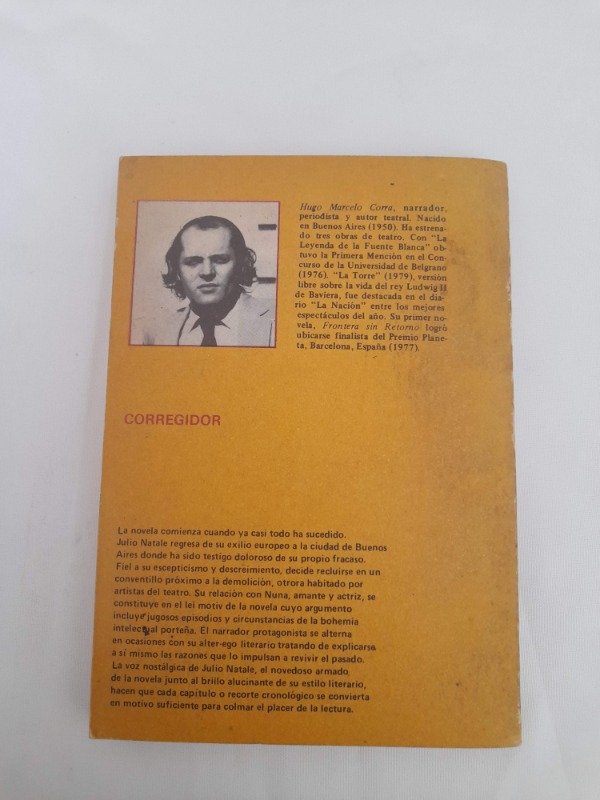 Hugo Marcelo Corra, narrador,
periodista y autor teatral. Nacido
en Buenos Aires (1950). Ha estrena-
do tres obras de teatro. Con "La
Leyenda de la Fuente Blanca" ob-
tuvo la Primera Mención en el Con-
curso de la Universidad de Belgrano
(1976). "La Torre" (1979), versión
libre sobre la vida del rey Ludwig II
de Baviera, fue destacada en el dia-
rio "La Nación" entre los mejores
espectáculos del año. Su primer no-
vela, Frontera sin Retorno logró
ubicarse finalista del Premio Plane-
ta, Barcelona, España (1977).
CORREGIDOR
La novela comienza cuando ya casi todo ha sucedido.
Julio Natale regresa de su exilio europeo a la ciudad de Buenos
Aires donde ha sido testigo doloroso de su propio fracaso.
Fiel a su escepticismo y descreimiento, decide recluirse en un
conventillo próximo a la demolición, otrora habitado por
artistas del teatro. Su relación con Nuna, amante y actriz, se
constituye en el lei motiv de la novela cuyo argumento
incluye jugosos episodios y circunstancias de la bohemia
intelectual porteña. El narrador protagonista se alterna
en ocasiones con su alter-ego literario tratando de explicarse
a sí mismo las razones que lo impulsan a revivir el pasado.
La voz nostálgica de Julio Natale, el novedoso armado
de la novela junto al brillo alucinante de su estilo literario,
hacen que cada capítulo o recorte cronológico se convierta
en motivo suficiente para colmar el placer de la lectura.